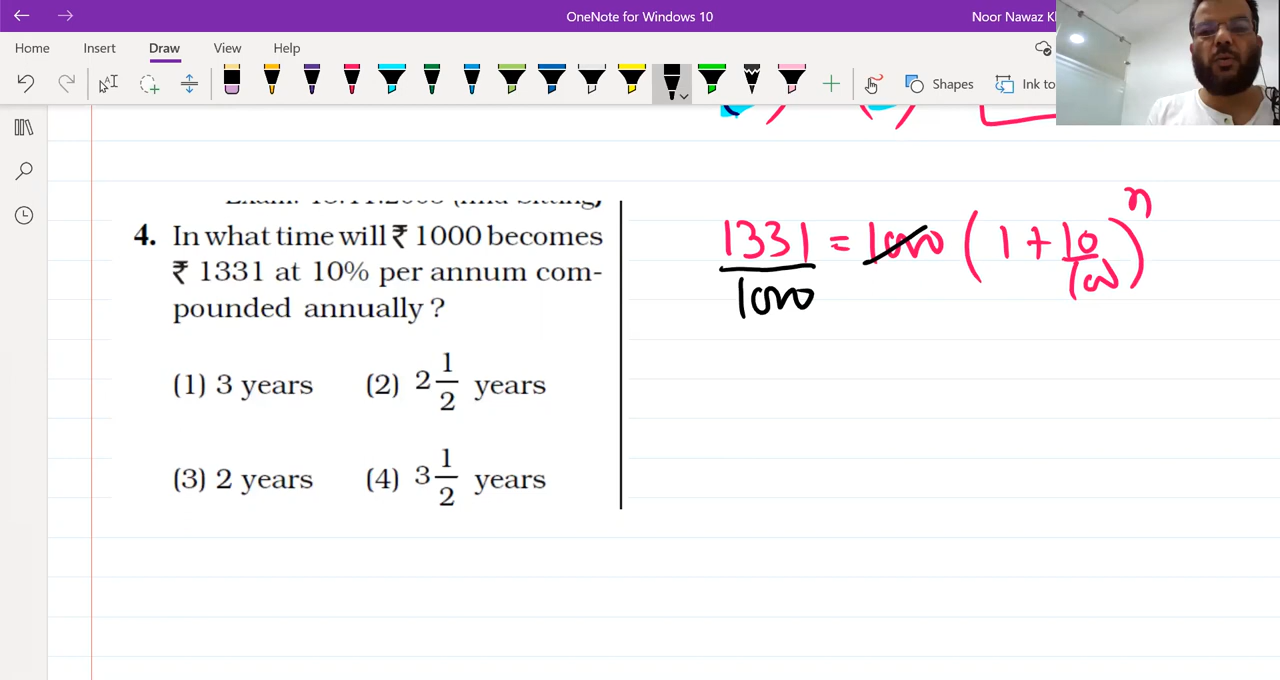 OneNote for Windows 10
Noor Nawaz Kh
Home Insert Draw View Help
Shapes
Ink to
4. In what time will ₹ 1000 becomes
₹ 1331 at 10% per annum com-
pounded annually ?
(1) 3 years (2) 2 1/2 years
(3) 2 years (4) 3 1/2 years
1331/1000 = 1000 (1 + 10/100)^n